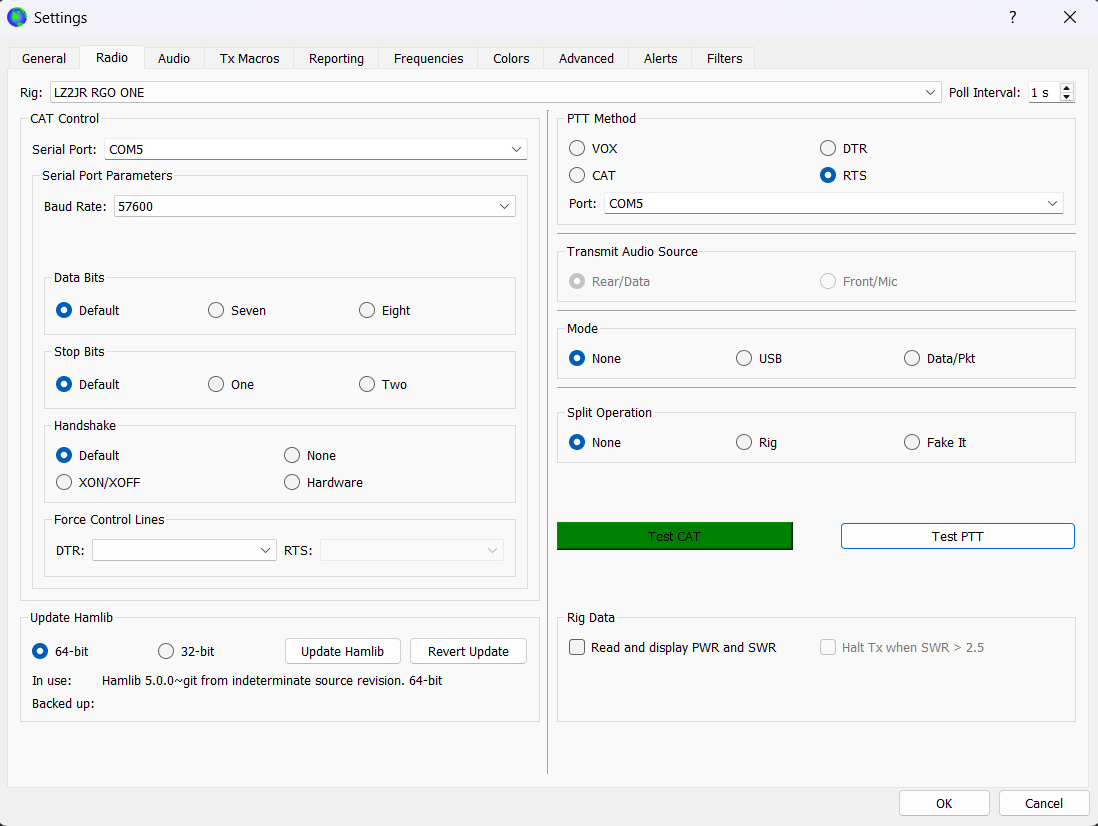 Settings
?
General Radio Audio Tx Macros Reporting Frequencies Colors Advanced Alerts Filters
Rig: LZ2JR RGO ONE Poll Interval: 1 s
CAT Control
Serial Port: COM5
Serial Port Parameters
Baud Rate: 57600
Data Bits
Default Seven Eight
Stop Bits
Default One Two
Handshake
Default None
XON/XOFF Hardware
Force Control Lines
DTR: RTS:
Update Hamlib
64-bit 32-bit Update Hamlib Revert Update
In use: Hamlib 5.0.0~git from indeterminate source revision. 64-bit
Backed up:
PTT Method
VOX DTR
CAT RTS
Port: COM5
Transmit Audio Source
Rear/Data Front/Mic
Mode
None USB Data/Pkt
Split Operation
None Rig Fake It
Test CAT Test PTT
Rig Data
Read and display PWR and SWR Halt Tx when SWR > 2.5
OK Cancel